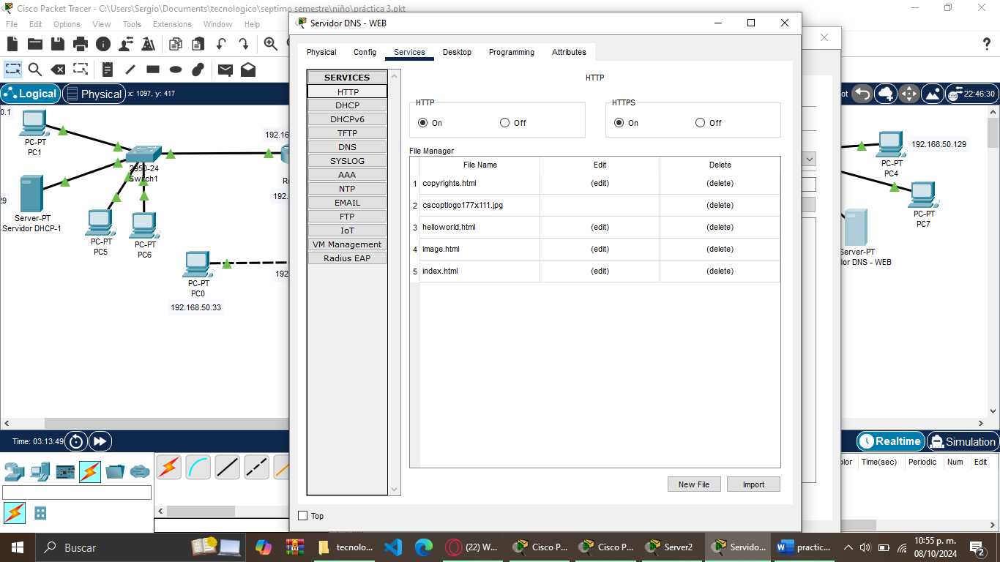 Cisco Packet Tracer - C:\Users\Sergio\Documents\tecnologico\septimo semestre\niño\práctica 3.pkt
File Edit Options View Tools Extensions Window Help
Logical Physical x: 1097, y: 417
22:46:30
0.1
PC-PT
PC1
2950-24
Switch1
192.16
192.
Server-PT
Servidor DHCP-1
29
PC-PT
PC5
PC-PT
PC6
PC-PT
PC0
192
192.168.50.33
Servidor DNS - WEB
Physical Config Services Desktop Programming Attributes
SERVICES
HTTP
DHCP
DHCPv6
TFTP
DNS
SYSLOG
AAA
NTP
EMAIL
FTP
IoT
VM Management
Radius EAP
HTTP
HTTP
On Off
HTTPS
On Off
File Manager
File Name Edit Delete
1 copyrights.html (edit) (delete)
2 cscoptlogo177x111.jpg (delete)
3 helloworld.html (edit) (delete)
4 image.html (edit) (delete)
5 index.html (edit) (delete)
New File Import
Top
PC-PT
PC4
192.168.50.129
PC-PT
PC7
Server-PT
dor DNS - WEB
Time: 03:13:49
Realtime Simulation
olor Time(sec) Periodic Num Edit
Buscar
tecnolo...
(22) W...
Cisco P...
Cisco P...
Server2
Servido...
practic...
10:55 p. m.
08/10/2024
2